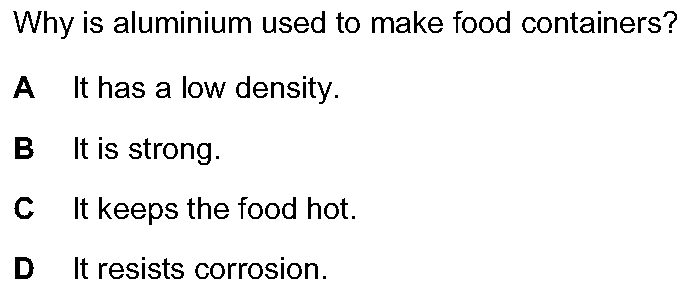 Why is aluminium used to make food containers?
A It has a low density.
B It is strong.
C It keeps the food hot.
D It resists corrosion.